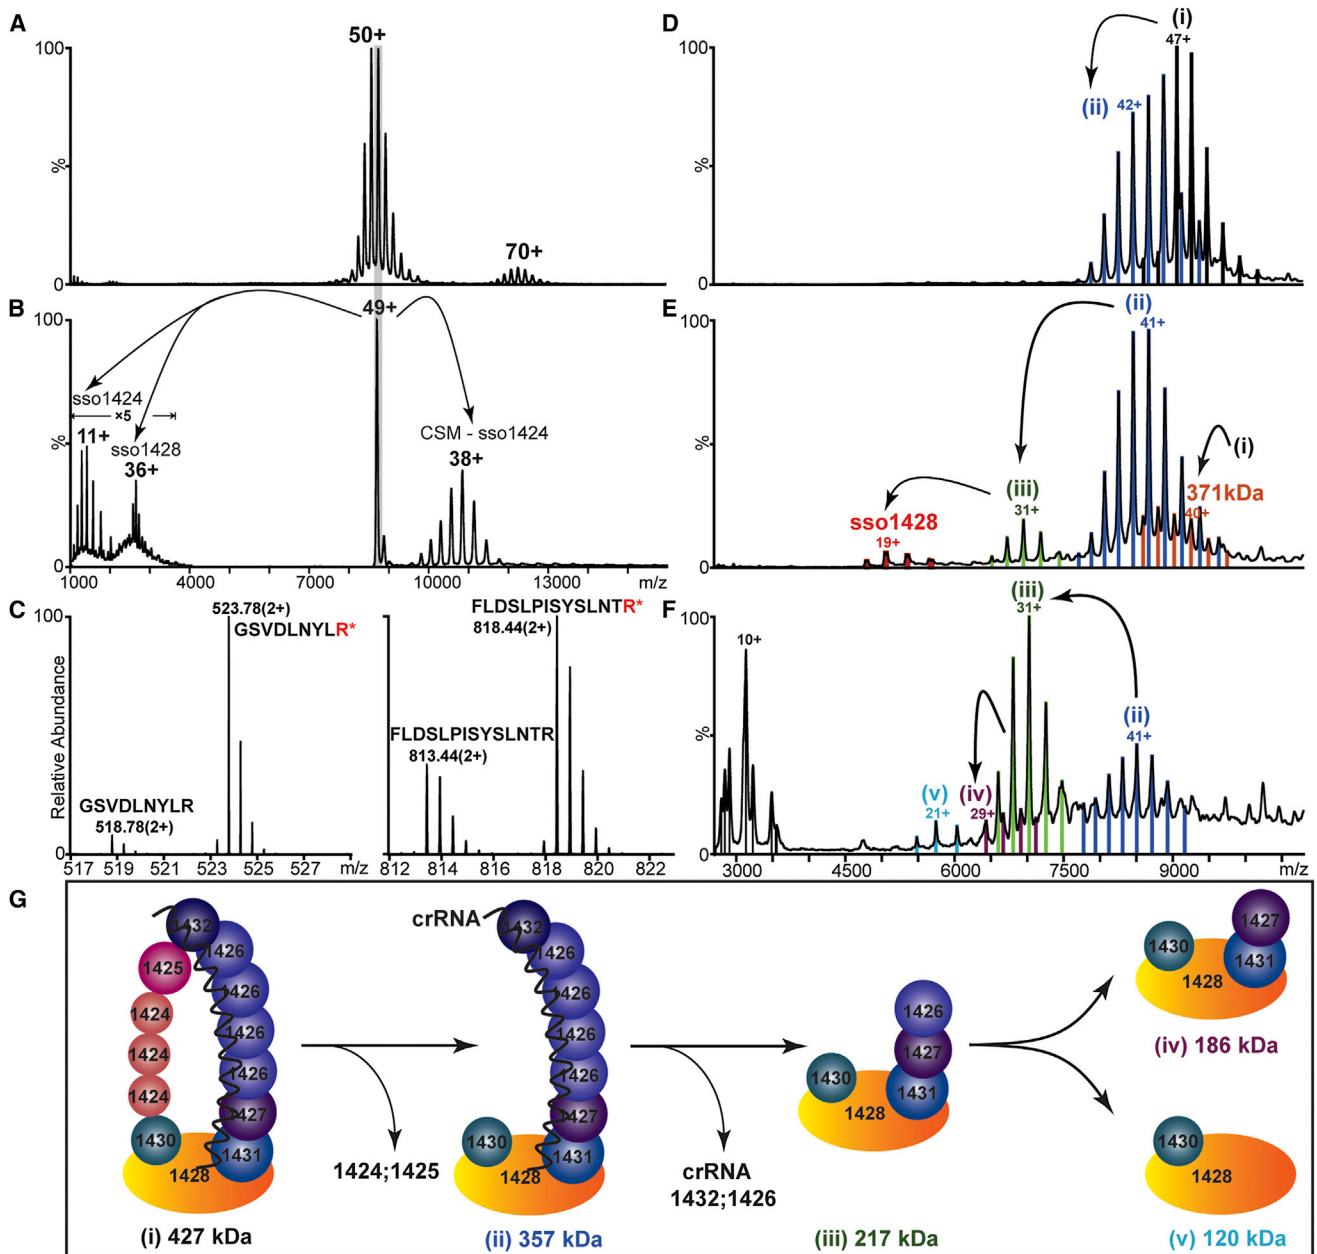 A
50+
100
%
0
70+
B
49+
100
%
0
sso1424
×5
11+
sso1428
36+
CSM - sso1424
38+
1000
4000
7000
10000
13000
m/z
C
100
Relative Abundance
0
523.78(2+)
GSVDLNYLR*
GSVDLNYLR
518.78(2+)
517
519
521
523
525
527
m/z
FLDSLPISYSLNTR*
818.44(2+)
FLDSLPISYSLNTR
813.44(2+)
812
814
816
818
820
822
D
100
%
0
(i)
47+
(ii)
42+
E
100
%
0
(ii)
41+
(i)
371kDa
40+
(iii)
31+
sso1428
19+
F
100
%
0
10+
(iii)
31+
(ii)
41+
(v)
21+
(iv)
29+
3000
4500
6000
7500
9000
m/z
G
1432
1426
1425
1426
1424
1426
1424
1426
1424
1427
1430
1431
1428
(i) 427 kDa
1424;1425
crRNA
1432
1426
1426
1426
1426
1427
1430
1431
1428
(ii) 357 kDa
crRNA
1432;1426
1426
1427
1430
1431
1428
(iii) 217 kDa
1427
1430
1431
1428
(iv) 186 kDa
1430
1428
(v) 120 kDa